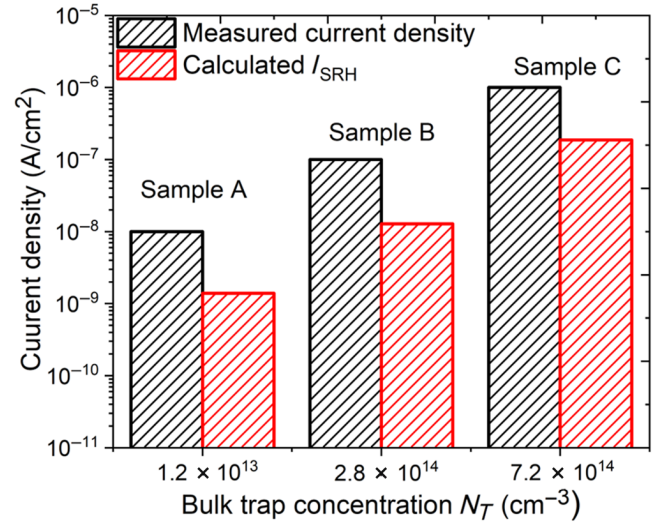 Measured current density
Calculated I_SRH
Sample A
Sample B
Sample C
Cuurent density (A/cm²)
10⁻⁵
10⁻⁶
10⁻⁷
10⁻⁸
10⁻⁹
10⁻¹⁰
10⁻¹¹
1.2 × 10¹³
2.8 × 10¹⁴
7.2 × 10¹⁴
Bulk trap concentration N_T (cm⁻³)